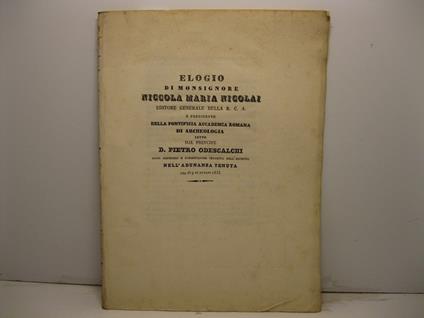 ELOGIO
DI MONSIGNORE
NICCOLA MARIA NICOLAI
UDITORE GENERALE DELLA R. C. A.
E PRESIDENTE
DELLA PONTIFICIA ACCADEMIA ROMANA
DI ARCHEOLOGIA
LETTO
DAL PRINCIPE
D. PIETRO ODESCALCHI
NELL'ADUNANZA TENUTA